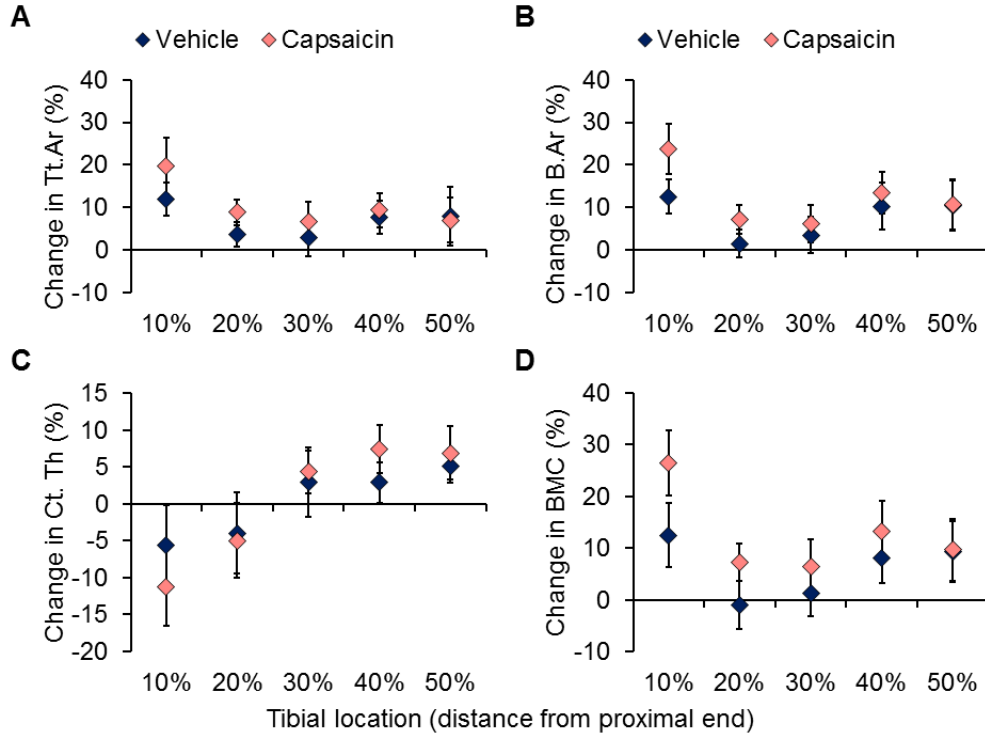 A
Vehicle Capsaicin
Change in Tt.Ar (%)
40
30
20
10
0
-10
10% 20% 30% 40% 50%
B
Vehicle Capsaicin
Change in B.Ar (%)
40
30
20
10
0
-10
10% 20% 30% 40% 50%
C
Change in Ct. Th (%)
15
10
5
0
-5
-10
-15
-20
10% 20% 30% 40% 50%
D
Change in BMC (%)
40
30
20
10
0
-10
10% 20% 30% 40% 50%
Tibial location (distance from proximal end)